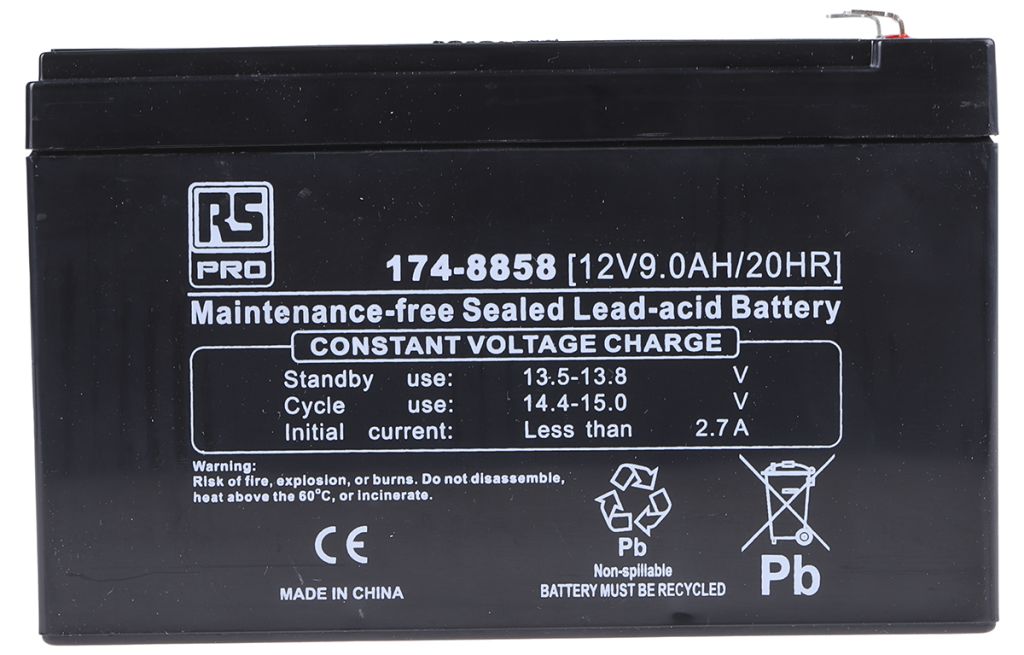 RS
PRO
174-8858 [12V9.0AH/20HR]
Maintenance-free Sealed Lead-acid Battery
CONSTANT VOLTAGE CHARGE
Standby use: 13.5-13.8 V
Cycle use: 14.4-15.0 V
Initial current: Less than 2.7A
Warning:
Risk of fire, explosion, or burns. Do not disassemble,
heat above the 60°C, or incinerate.
CE
MADE IN CHINA
Pb
Non-spillable
BATTERY MUST BE RECYCLED
Pb